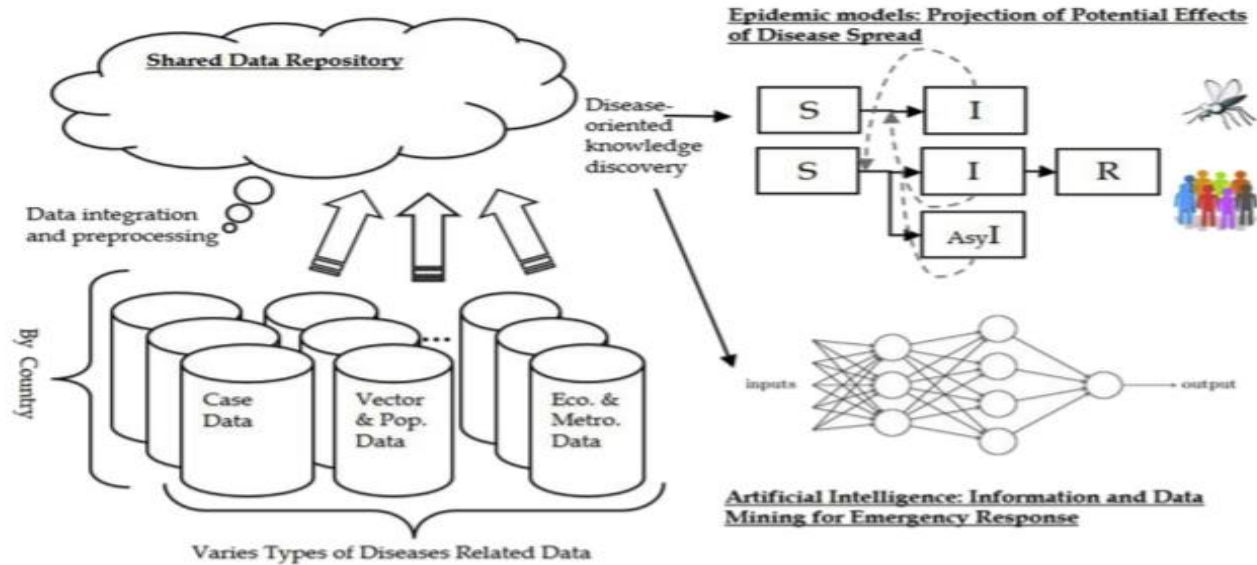 Shared Data Repository
Data integration
and preprocessing
By Country
Case
Data
Vector
& Pop.
Data
Eco. &
Metro.
Data
Varies Types of Diseases Related Data
Disease-
oriented
knowledge
discovery
Epidemic models: Projection of Potential Effects
of Disease Spread
S
I
S
I
R
AsyI
inputs
output
Artificial Intelligence: Information and Data
Mining for Emergency Response